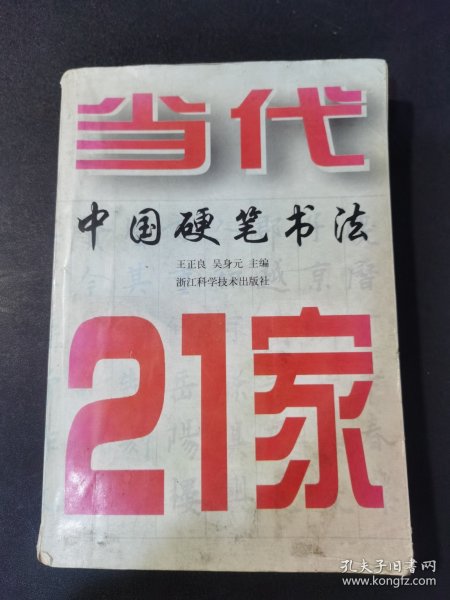 当代
中国硬笔书法
王正良 吴身元 主编
浙江科学技术出版社
21家
孔夫子旧书网
www.kongfz.com